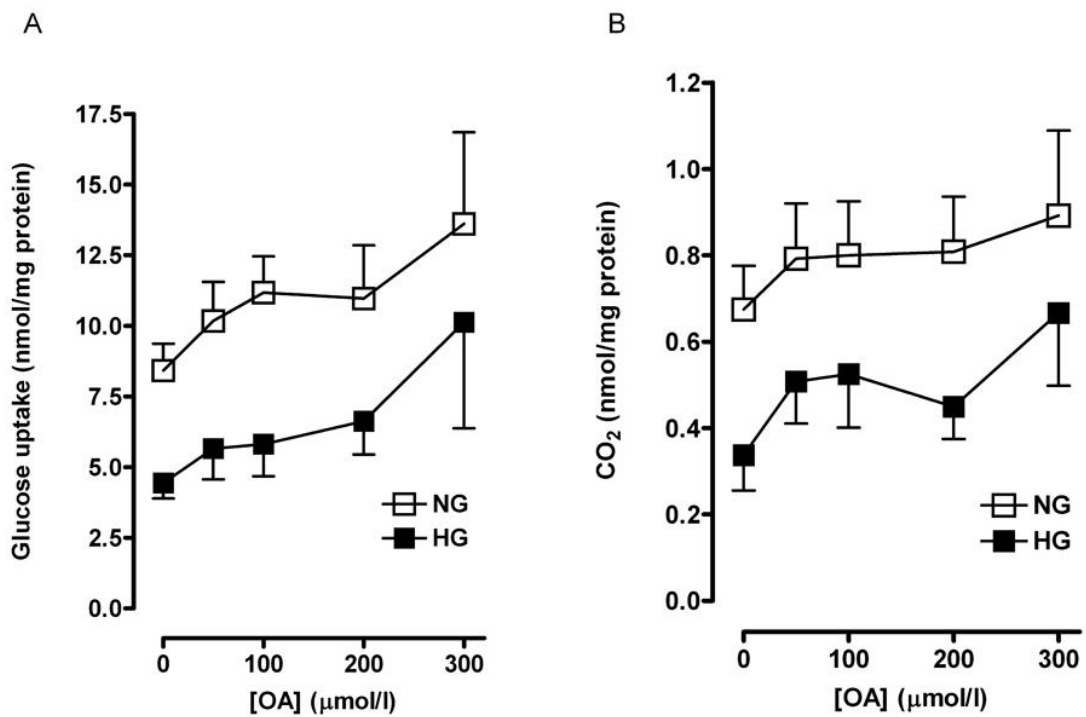 A
Glucose uptake (nmol/mg protein)
17.5
15.0
12.5
10.0
7.5
5.0
2.5
0.0
NG
HG
0 100 200 300
[OA] (μmol/l)
B
CO₂ (nmol/mg protein)
1.2
1.0
0.8
0.6
0.4
0.2
0.0
NG
HG
0 100 200 300
[OA] (μmol/l)